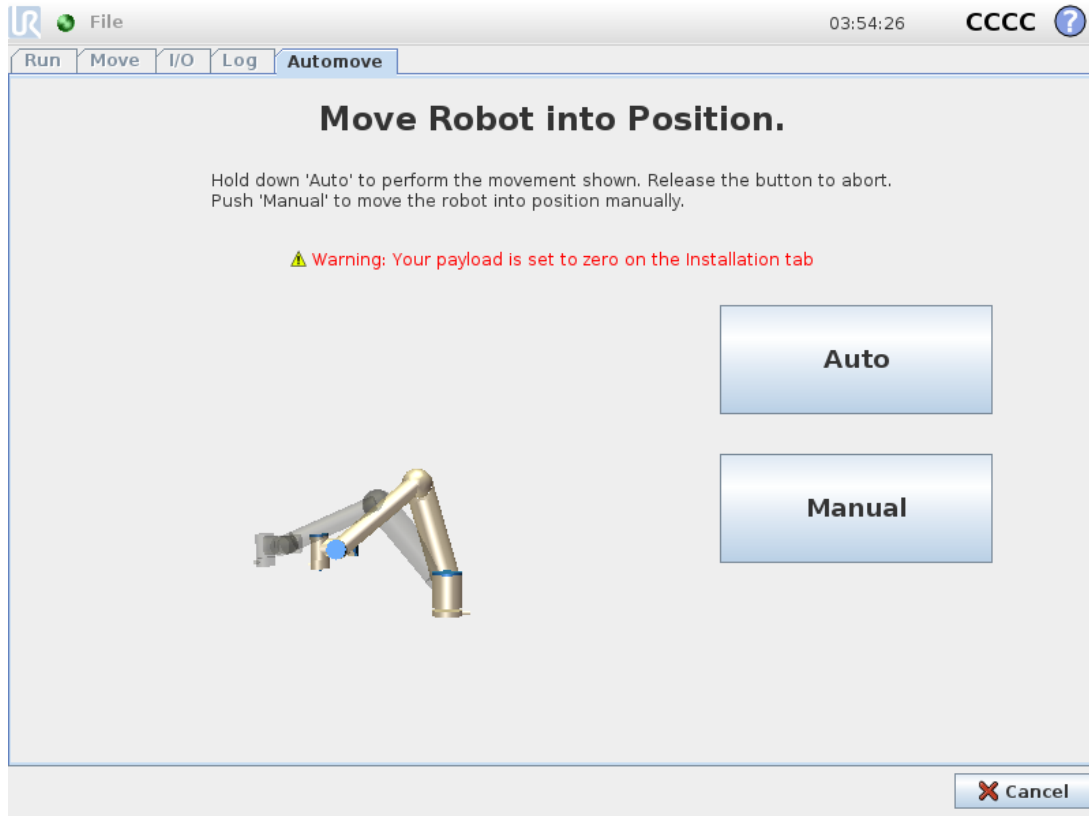 UR File 03:54:26 CCCC ?
Run Move I/O Log Automove
Move Robot into Position.
Hold down 'Auto' to perform the movement shown. Release the button to abort.
Push 'Manual' to move the robot into position manually.
Warning: Your payload is set to zero on the Installation tab
Auto
Manual
Cancel